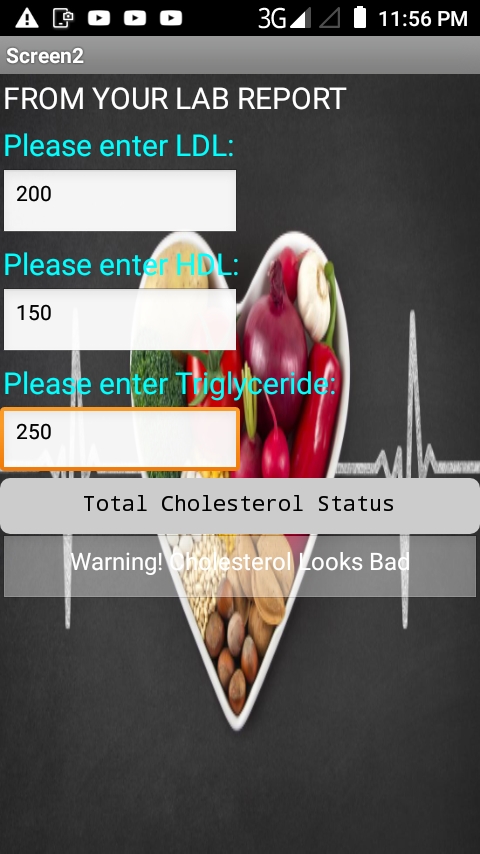 3G 11:56 PM
Screen2
FROM YOUR LAB REPORT
Please enter LDL:
200
Please enter HDL:
150
Please enter Triglyceride:
250
Total Cholesterol Status
Warning! Cholesterol Looks Bad